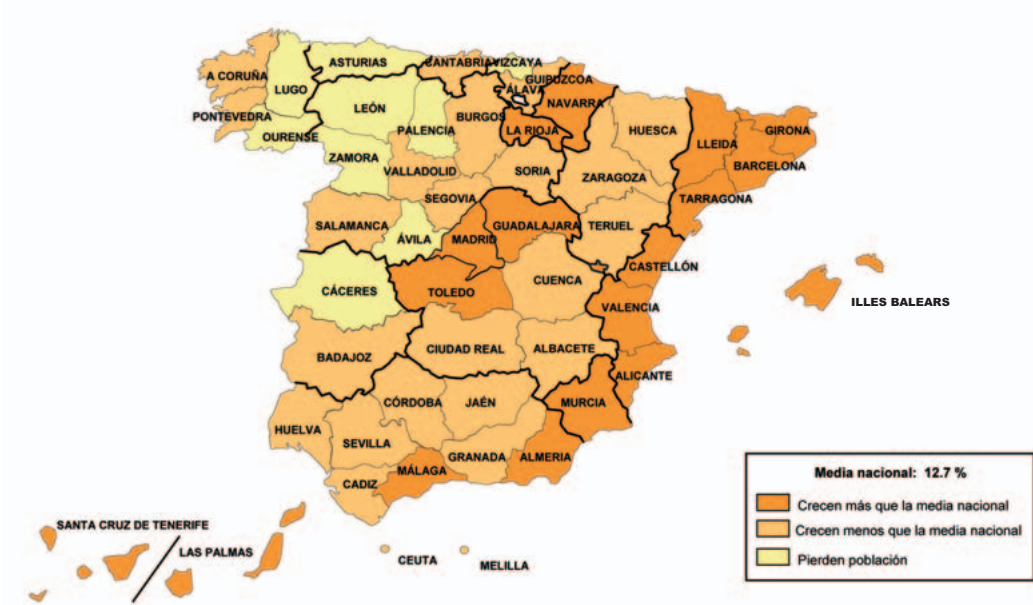 ASTURIAS
CANTABRIA
VIZCAYA
A CORUÑA
LUGO
GUIPUZCOA
ÁLAVA
LEÓN
NAVARRA
PONTEVEDRA
BURGOS
OURENSE
PALENCIA
LA RIOJA
HUESCA
GIRONA
LLEIDA
ZAMORA
BARCELONA
VALLADOLID
SORIA
ZARAGOZA
SEGOVIA
TARRAGONA
SALAMANCA
GUADALAJARA
TERUEL
ÁVILA
MADRID
CASTELLÓN
CUENCA
CÁCERES
TOLEDO
ILLES BALEARS
VALENCIA
BADAJOZ
CIUDAD REAL
ALBACETE
ALICANTE
CÓRDOBA
JAÉN
MURCIA
HUELVA
SEVILLA
GRANADA
ALMERIA
MÁLAGA
CADIZ
SANTA CRUZ DE TENERIFE
LAS PALMAS
CEUTA
MELILLA
Media nacional: 12.7 %
Crecen más que la media nacional
Crecen menos que la media nacional
Pierden población